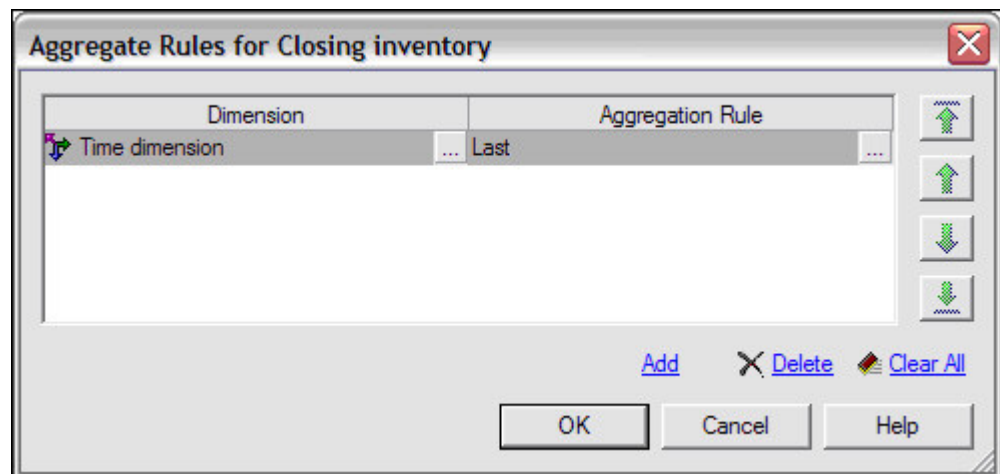 Aggregate Rules for Closing inventory
Dimension Aggregation Rule
Time dimension ... Last ...
Add Delete Clear All
OK Cancel Help